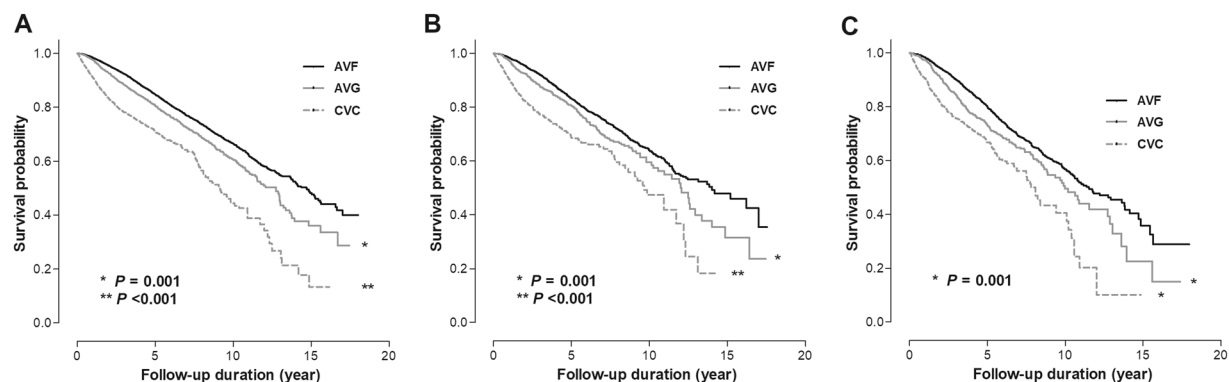 A
Survival probability
1.0
0.8
0.6
0.4
0.2
0.0
AVF
AVG
CVC
*
**
* P = 0.001
** P <0.001
0 5 10 15 20
Follow-up duration (year)
B
Survival probability
1.0
0.8
0.6
0.4
0.2
0.0
AVF
AVG
CVC
*
**
* P = 0.001
** P <0.001
0 5 10 15 20
Follow-up duration (year)
C
Survival probability
1.0
0.8
0.6
0.4
0.2
0.0
AVF
AVG
CVC
*
*
* P = 0.001
0 5 10 15 20
Follow-up duration (year)